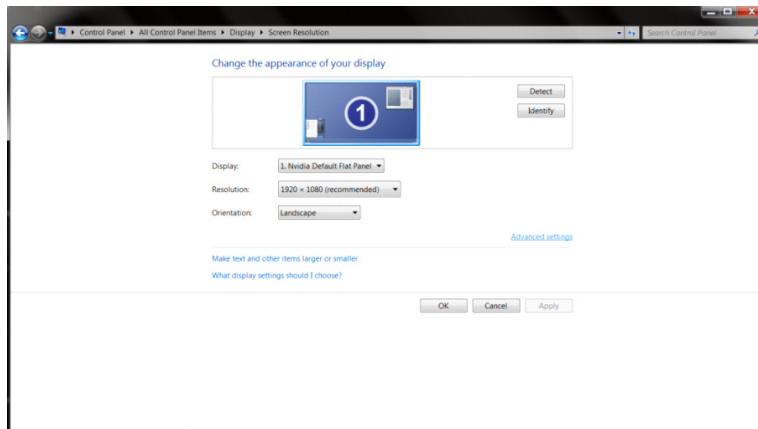 Control Panel ▸ All Control Panel Items ▸ Display ▸ Screen Resolution
Search Control Panel
Change the appearance of your display
1
Detect
Identify
Display: 1. Nvidia Default Flat Panel
Resolution: 1920 × 1080 (recommended)
Orientation: Landscape
Advanced settings
Make text and other items larger or smaller
What display settings should I choose?
OK Cancel Apply